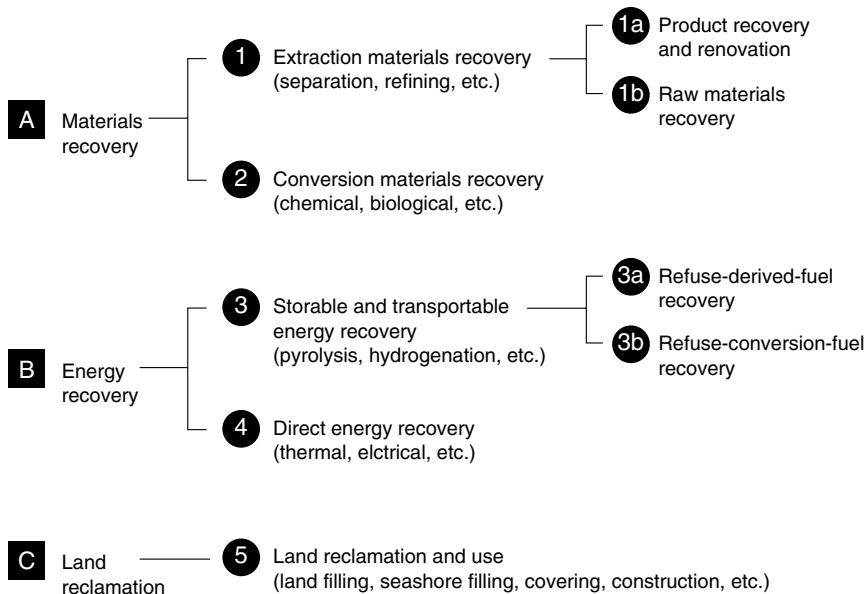 A Materials
recovery
1 Extraction materials recovery
(separation, refining, etc.)
1a Product recovery
and renovation
1b Raw materials
recovery
2 Conversion materials recovery
(chemical, biological, etc.)
B Energy
recovery
3 Storable and transportable
energy recovery
(pyrolysis, hydrogenation, etc.)
3a Refuse-derived-fuel
recovery
3b Refuse-conversion-fuel
recovery
4 Direct energy recovery
(thermal, elctrical, etc.)
C Land
reclamation
5 Land reclamation and use
(land filling, seashore filling, covering, construction, etc.)